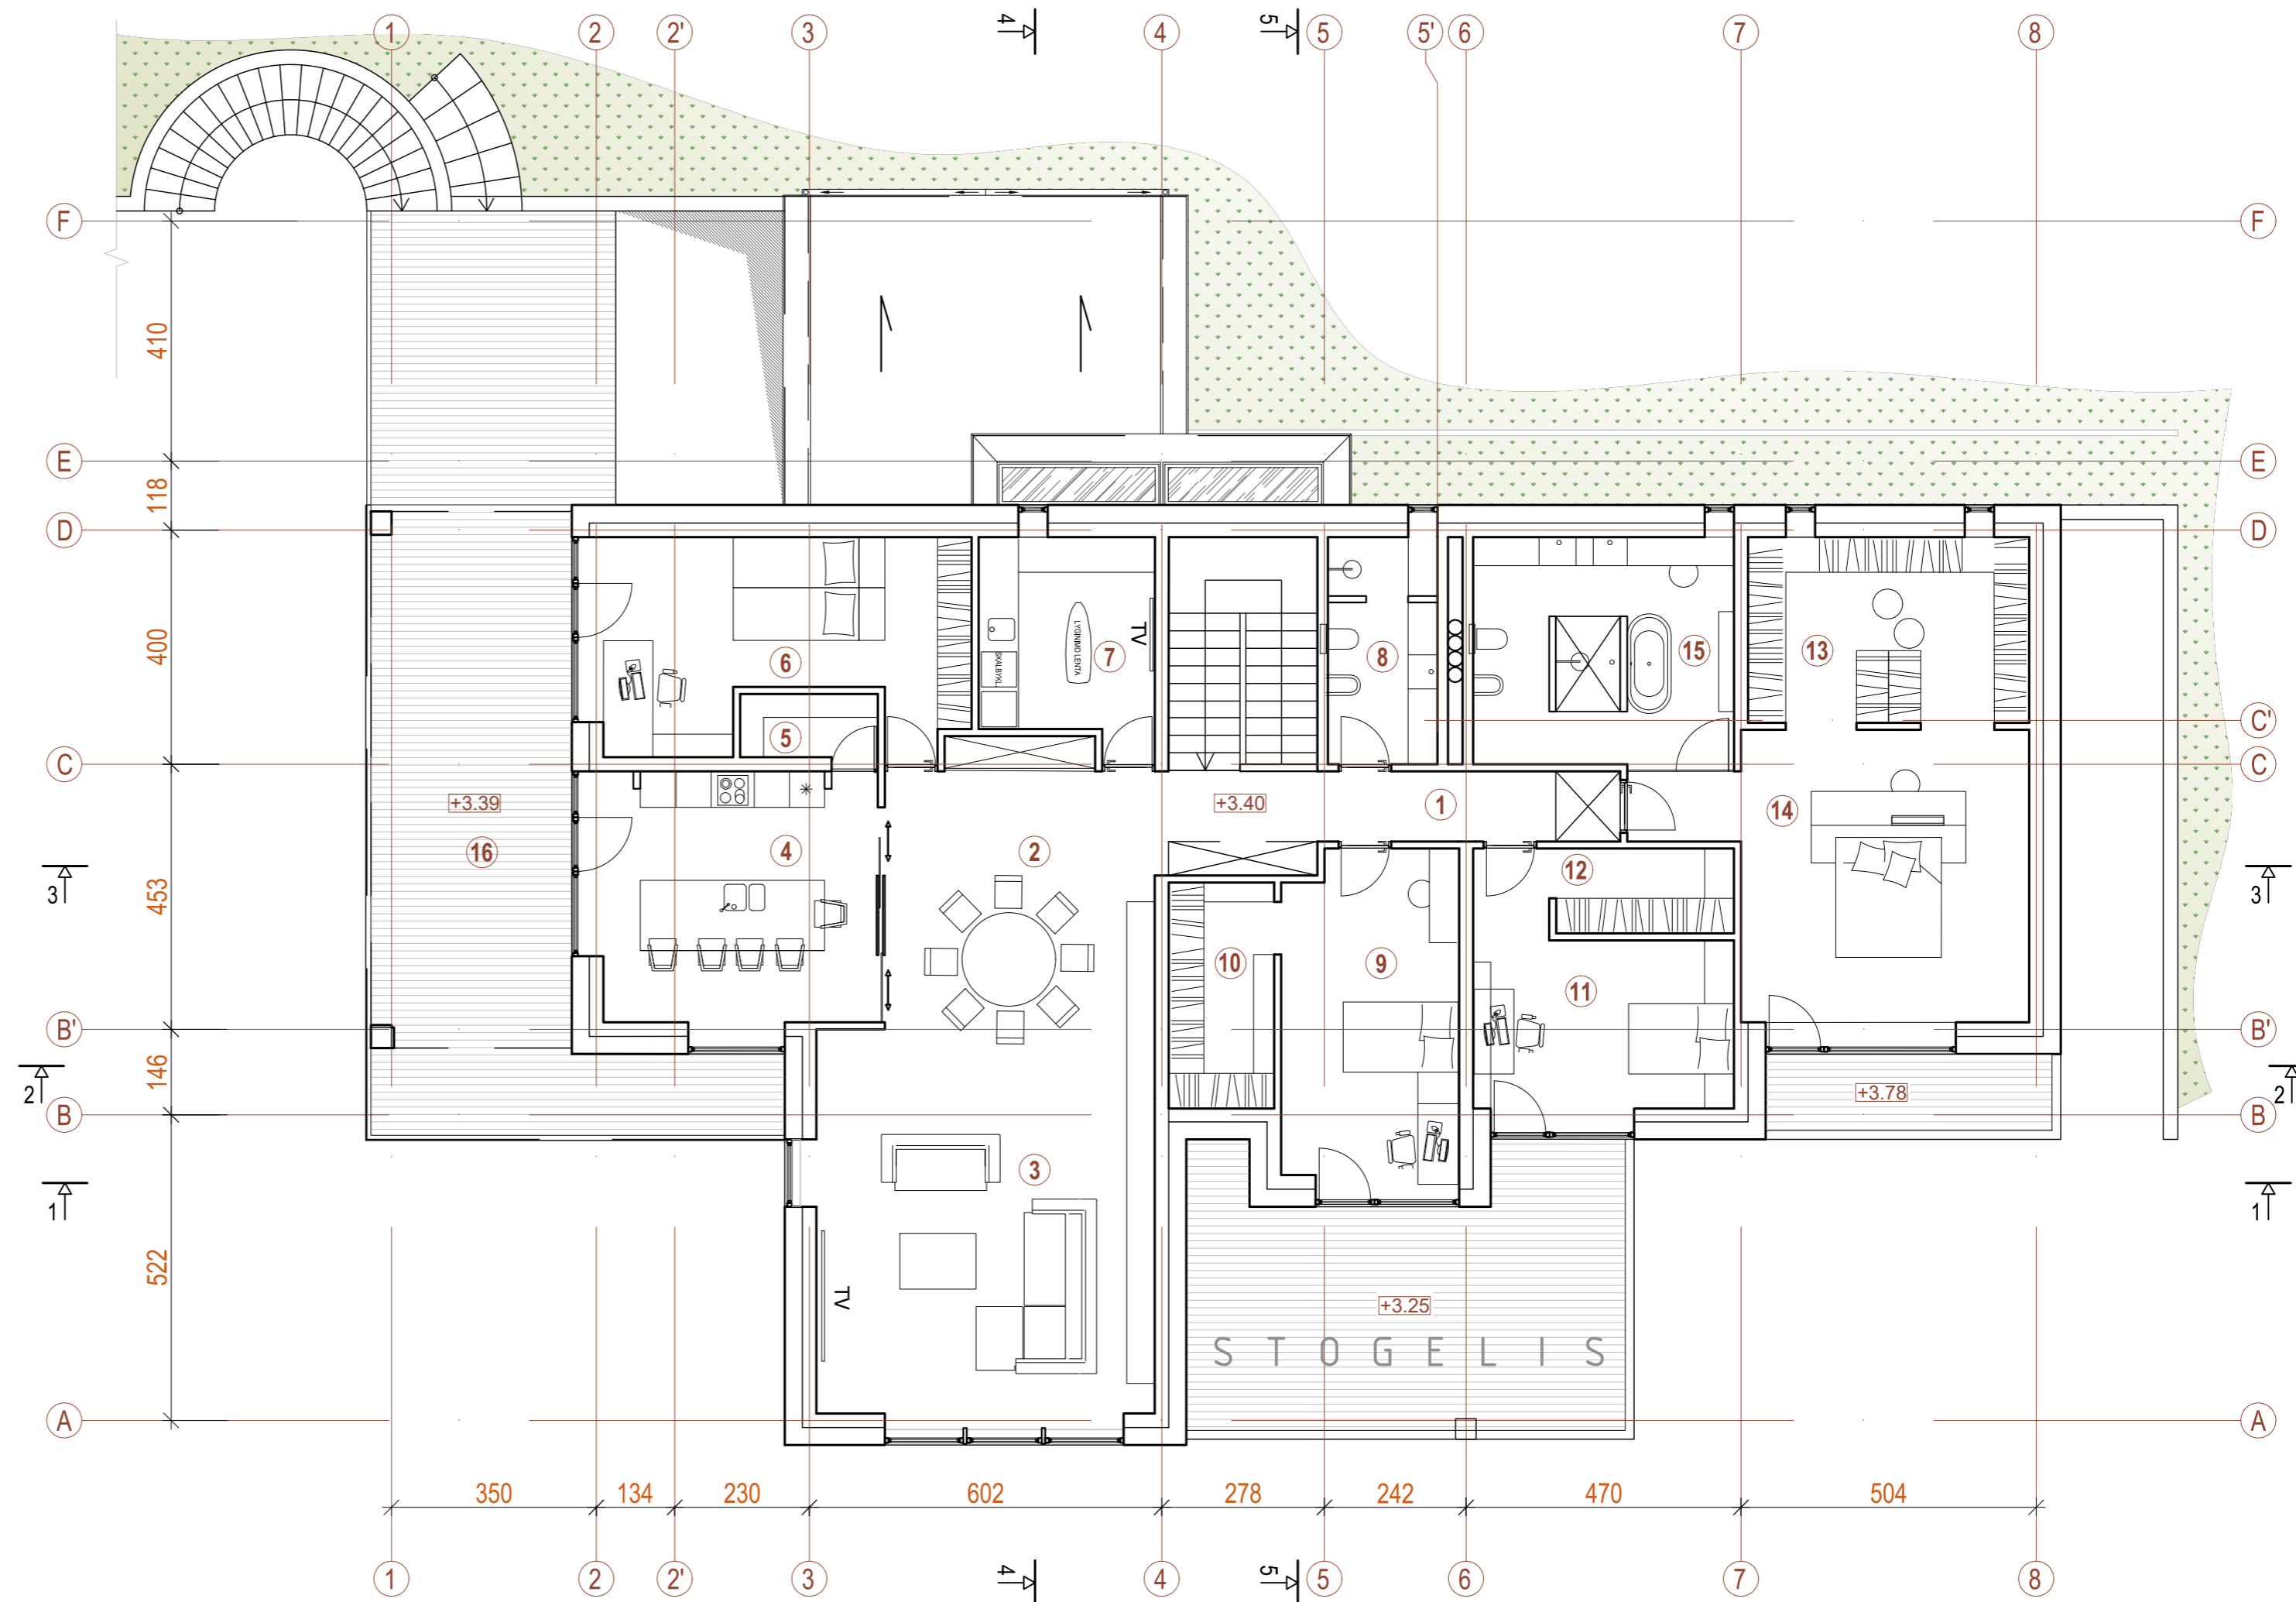 4 5
1 2 2' 3 4 5 5' 6 7 8
F F
410
E E
118
D D
400
LYGINIMO LENTA
TV
SKALBYKL.
6 7 8 15 13
C'
5
C C
+3.39 +3.40 1 14
16 4 2 12
3 3
453
10 9 11
B' B'
146
2 +3.78 2
B B
3
1 1
522
TV
+3.25
STOGELIS
A A
350 134 230 602 278 242 470 504
1 2 2' 3 4 5 6 7 8
4 5